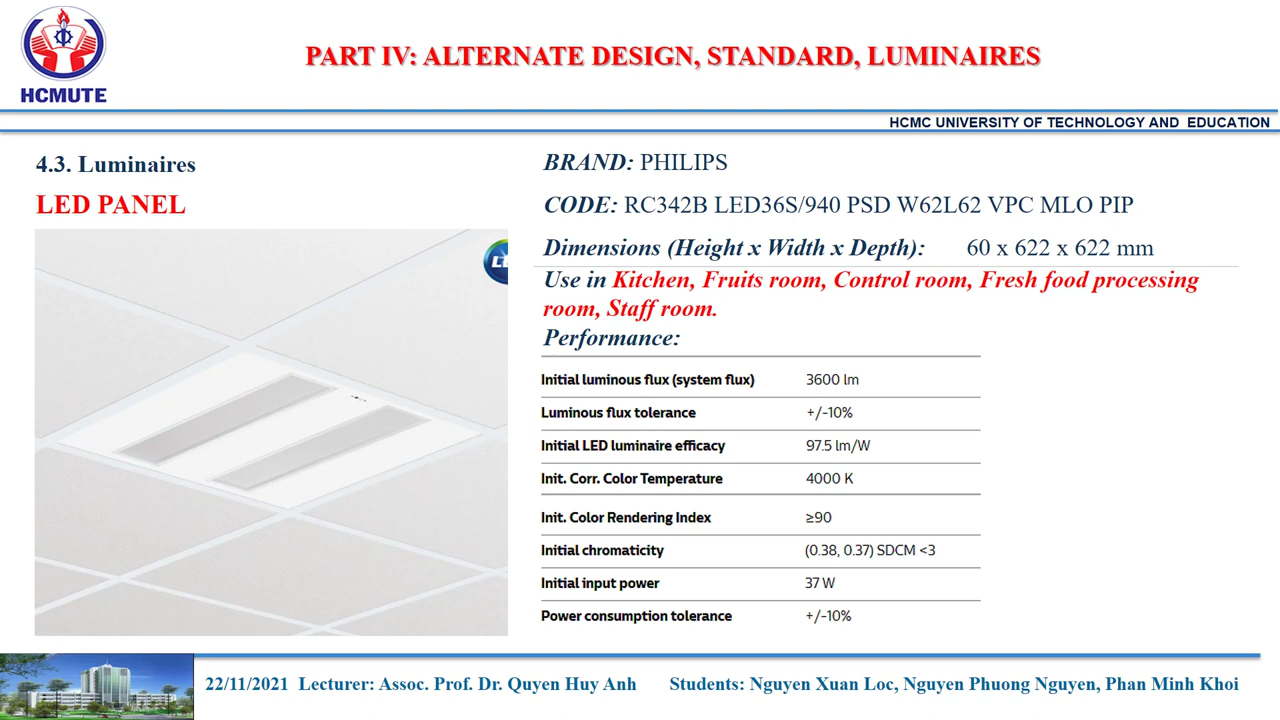 HCMUTE
PART IV: ALTERNATE DESIGN, STANDARD, LUMINAIRES
HCMC UNIVERSITY OF TECHNOLOGY AND EDUCATION
4.3. Luminaires
LED PANEL
BRAND: PHILIPS
CODE: RC342B LED36S/940 PSD W62L62 VPC MLO PIP
Dimensions (Height x Width x Depth): 60 x 622 x 622 mm
Use in Kitchen, Fruits room, Control room, Fresh food processing
room, Staff room.
Performance:
Initial luminous flux (system flux) 3600 lm
Luminous flux tolerance +/-10%
Initial LED luminaire efficacy 97.5 lm/W
Init. Corr. Color Temperature 4000 K
Init. Color Rendering Index ≥90
Initial chromaticity (0.38, 0.37) SDCM <3
Initial input power 37 W
Power consumption tolerance +/-10%
22/11/2021 Lecturer: Assoc. Prof. Dr. Quyen Huy Anh Students: Nguyen Xuan Loc, Nguyen Phuong Nguyen, Phan Minh Khoi